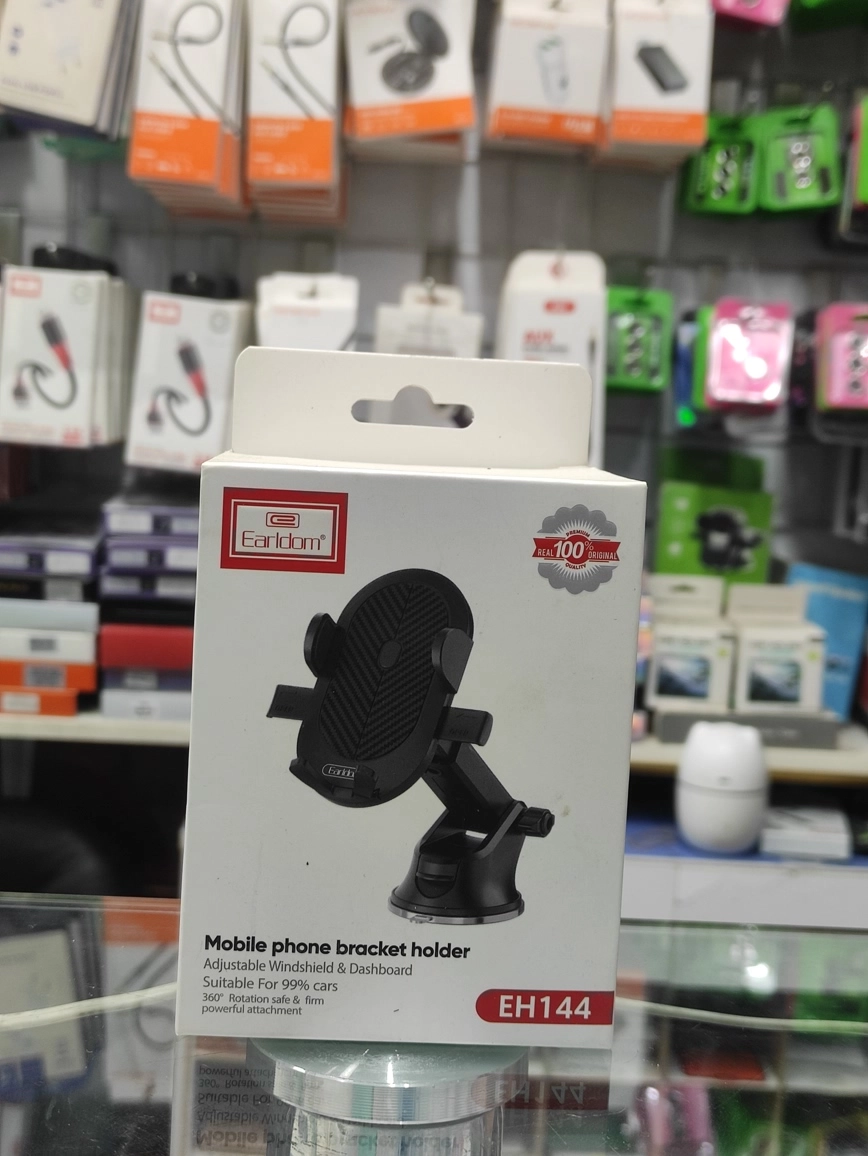 Earldom®
PREMIUM
REAL 100% ORIGINAL
QUALITY
Earldom
Mobile phone bracket holder
Adjustable Windshield & Dashboard
Suitable For 99% cars
360° Rotation safe & firm
powerful attachment
EH144